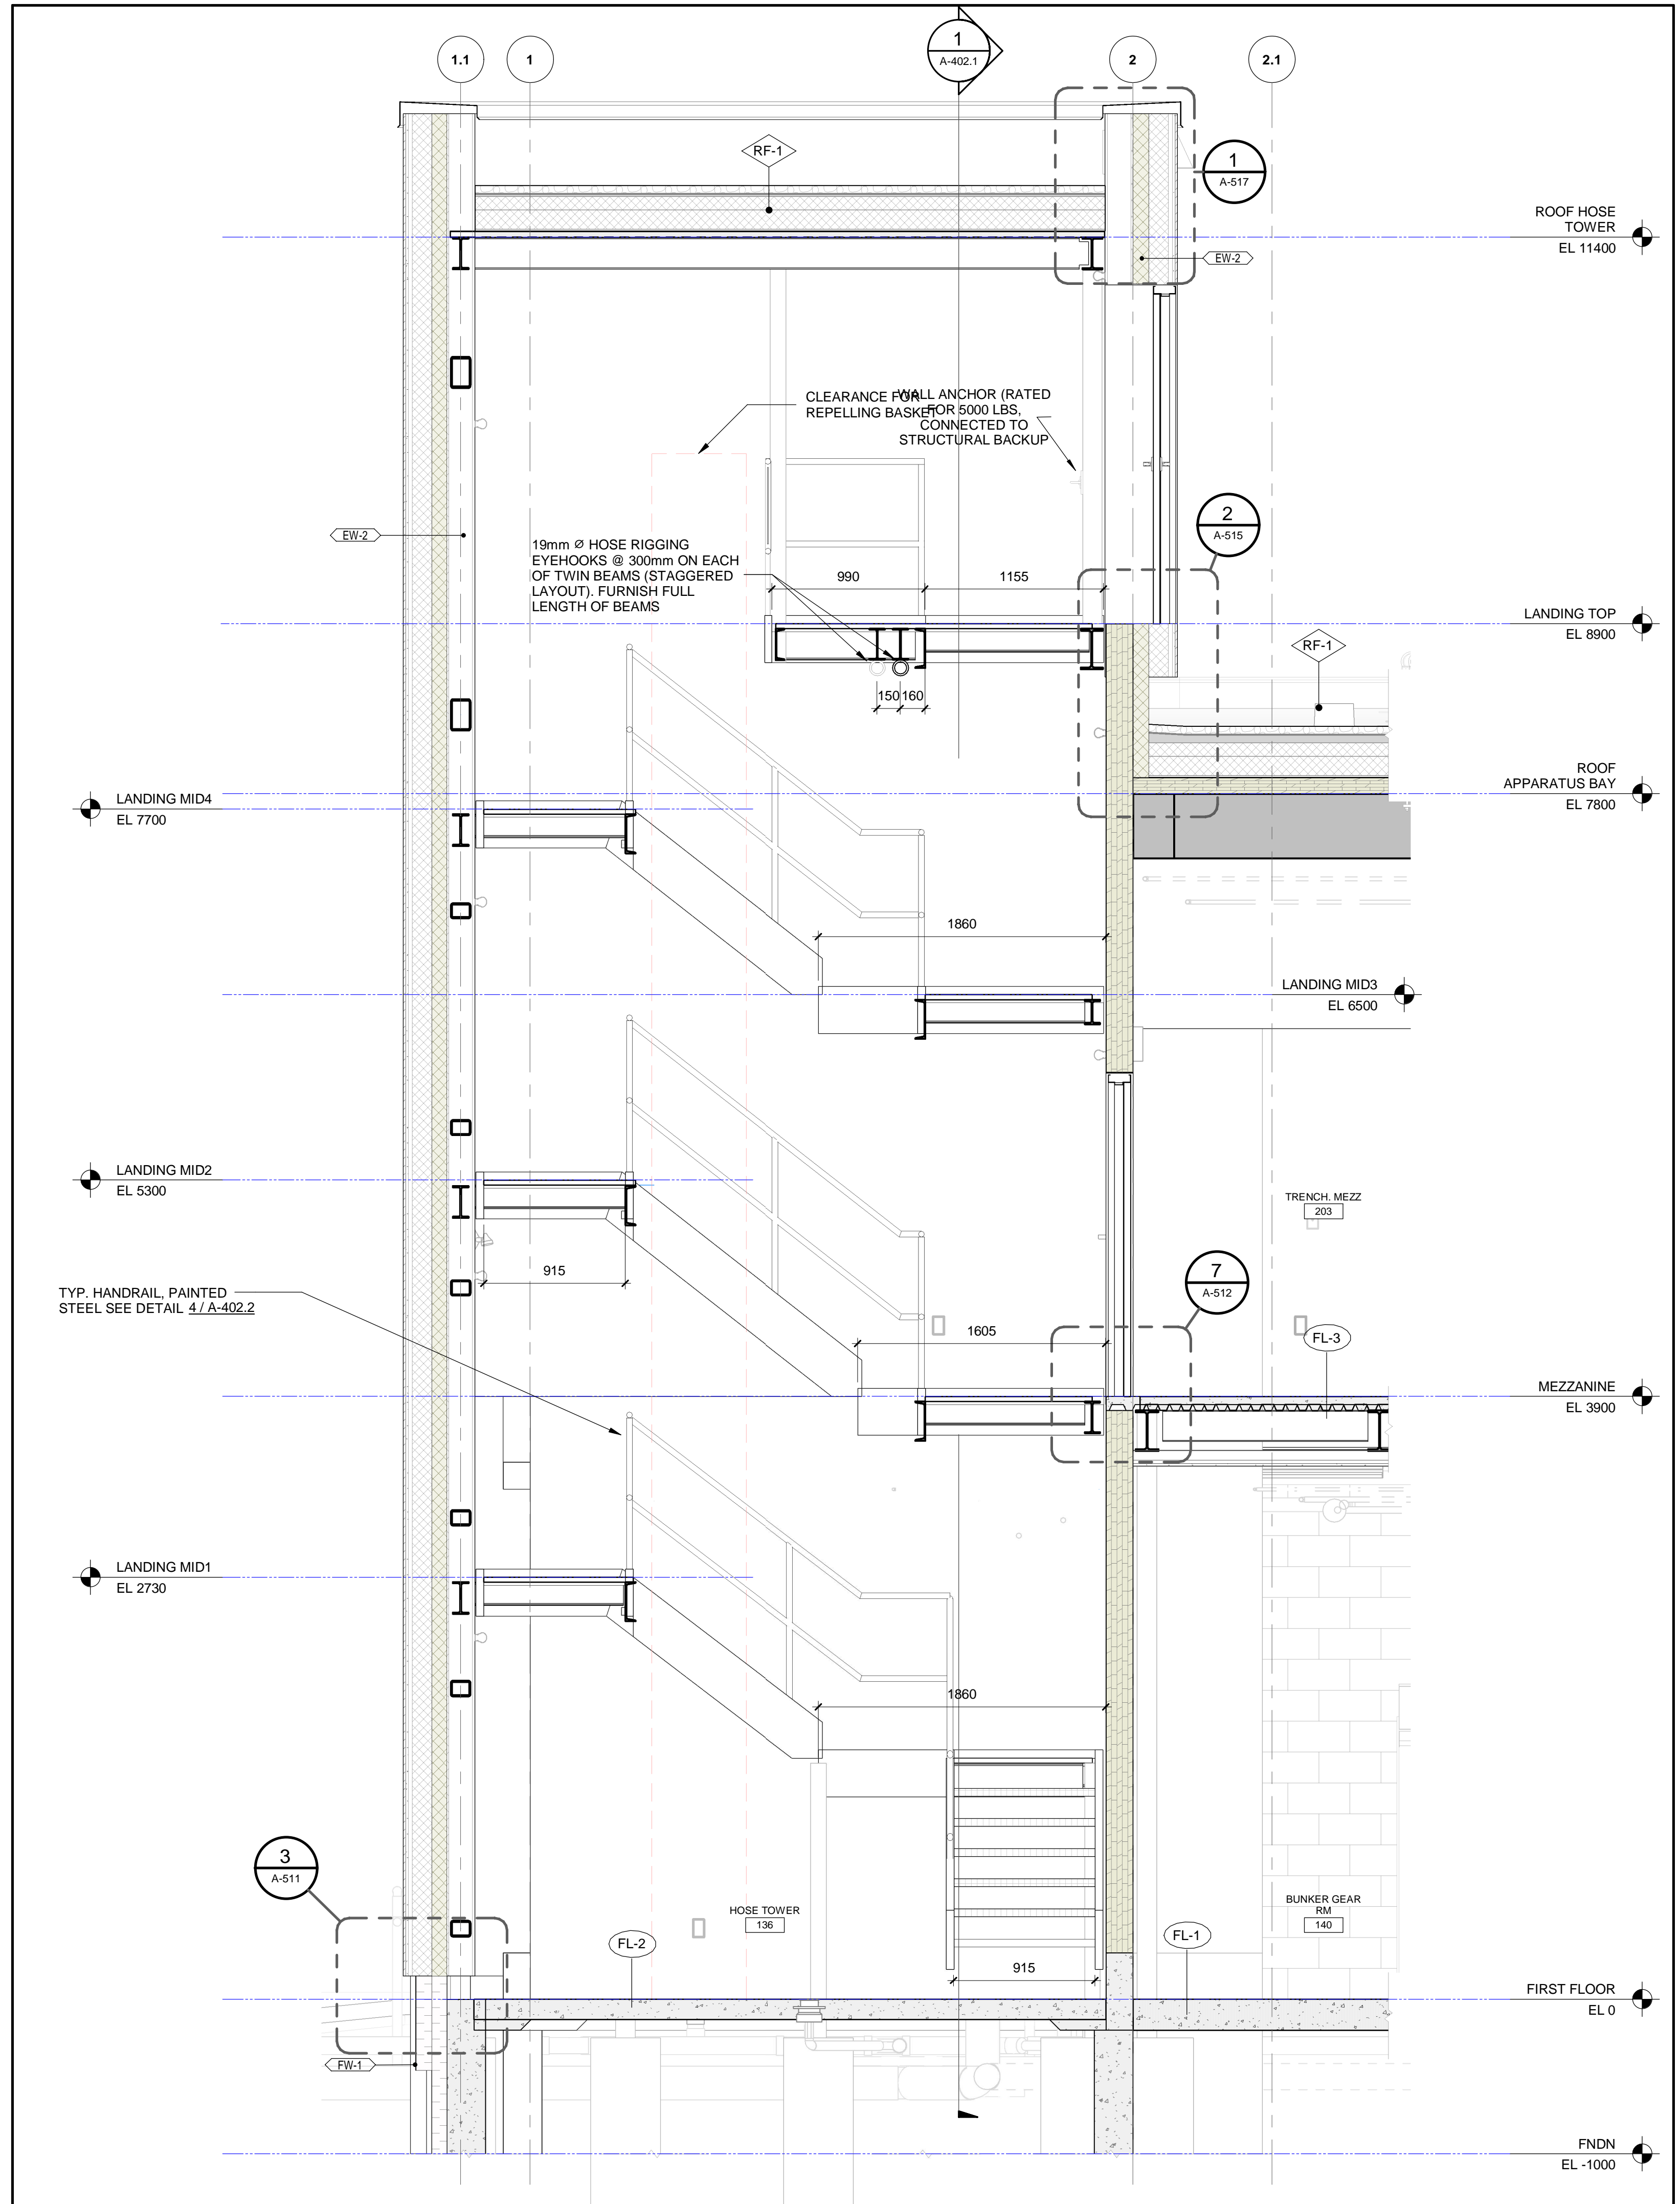 1.1
1
1
A-402.1
2
2.1
RF-1
1
A-517
ROOF HOSE
TOWER
EL 11400
EW-2
CLEARANCE FOR
REPELLING BASKET
WALL ANCHOR (RATED
FOR 5000 LBS,
CONNECTED TO
STRUCTURAL BACKUP
EW-2
2
A-515
19mm Ø HOSE RIGGING
EYEHOOKS @ 300mm ON EACH
OF TWIN BEAMS (STAGGERED
LAYOUT). FURNISH FULL
LENGTH OF BEAMS
990
1155
LANDING TOP
EL 8900
RF-1
150
160
ROOF
APPARATUS BAY
EL 7800
LANDING MID4
EL 7700
1860
LANDING MID3
EL 6500
LANDING MID2
EL 5300
TRENCH. MEZZ
203
915
7
A-512
TYP. HANDRAIL, PAINTED
STEEL SEE DETAIL 4 / A-402.2
1605
FL-3
MEZZANINE
EL 3900
LANDING MID1
EL 2730
1860
3
A-511
HOSE TOWER
136
BUNKER GEAR
RM
140
FL-2
FL-1
915
FIRST FLOOR
EL 0
FW-1
FNDN
EL -1000